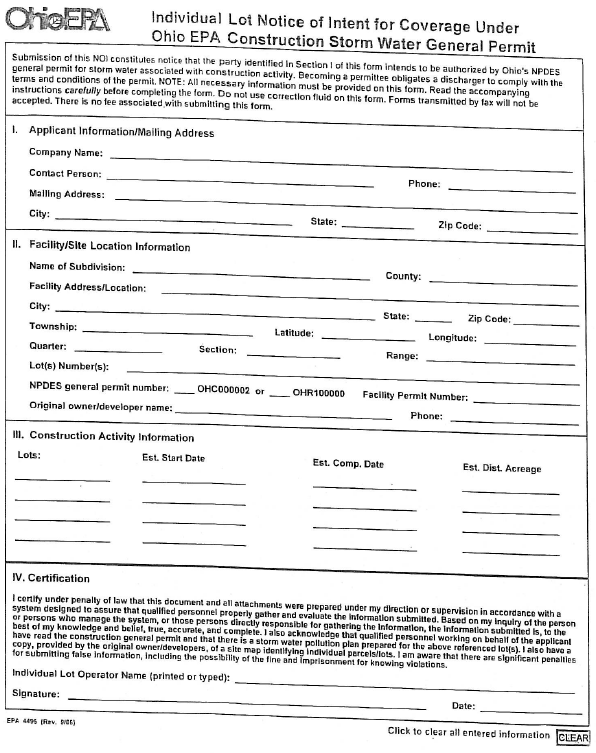 OhioEPA
Individual Lot Notice of Intent for Coverage Under
Ohio EPA Construction Storm Water General Permit
Submission of this NOI constitutes notice that the party identified in Section I of this form intends to be authorized by Ohio's NPDES
general permit for storm water associated with construction activity. Becoming a permittee obligates a discharger to comply with the
terms and conditions of the permit. NOTE: All necessary information must be provided on this form. Read the accompanying
instructions carefully before completing the form. Do not use correction fluid on this form. Forms transmitted by fax will not be
accepted. There is no fee associated with submitting this form.
I. Applicant Information/Mailing Address
Company Name:
Contact Person: Phone:
Mailing Address:
City: State: Zip Code:
II. Facility/Site Location Information
Name of Subdivision: County:
Facility Address/Location:
City: State: Zip Code:
Township: Latitude: Longitude:
Quarter: Section: Range:
Lot(s) Number(s):
NPDES general permit number: ____ OHC000002 or ____ OHR100000 Facility Permit Number:
Original owner/developer name: Phone:
III. Construction Activity Information
Lots: Est. Start Date Est. Comp. Date Est. Dist. Acreage
IV. Certification
I certify under penalty of law that this document and all attachments were prepared under my direction or supervision in accordance with a
system designed to assure that qualified personnel properly gather and evaluate the information submitted. Based on my inquiry of the person
or persons who manage the system, or those persons directly responsible for gathering the information, the information submitted is, to the
best of my knowledge and belief, true, accurate, and complete. I also acknowledge that qualified personnel working on behalf of the applicant
have read the construction general permit and that there is a storm water pollution plan prepared for the above referenced lot(s). I also have a
copy, provided by the original owner/developers, of a site map identifying individual parcels/lots. I am aware that there are significant penalties
for submitting false information, including the possibility of the fine and imprisonment for knowing violations.
Individual Lot Operator Name (printed or typed):
Signature: Date:
EPA 4495 (Rev. 9/06)
Click to clear all entered information CLEAR